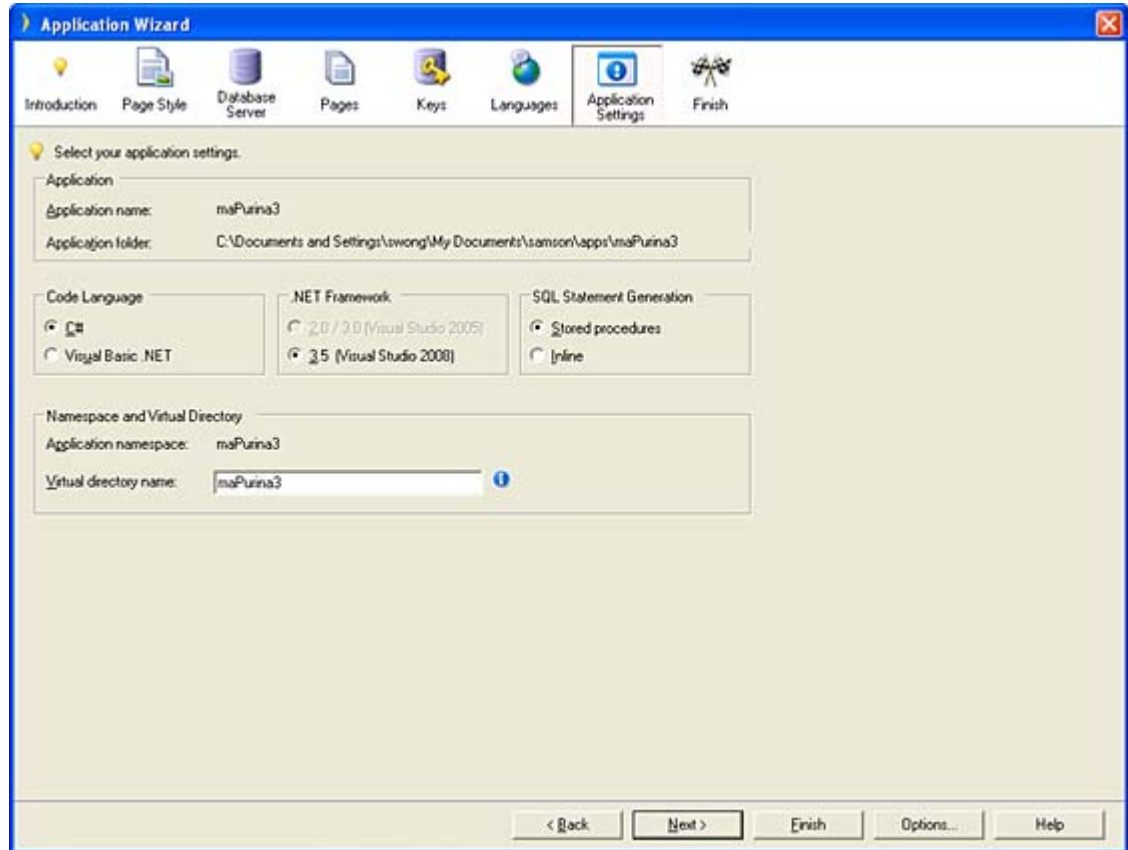 Application Wizard
Introduction
Page Style
Database
Server
Pages
Keys
Languages
Application
Settings
Finish
Select your application settings.
Application
Application name: maPurina3
Application folder: C:\Documents and Settings\swong\My Documents\samson\apps\maPurina3
Code Language
C#
Visual Basic .NET
.NET Framework
2.0 / 3.0 (Visual Studio 2005)
3.5 (Visual Studio 2008)
SQL Statement Generation
Stored procedures
Inline
Namespace and Virtual Directory
Application namespace: maPurina3
Virtual directory name: maPurina3
< Back
Next >
Finish
Options...
Help